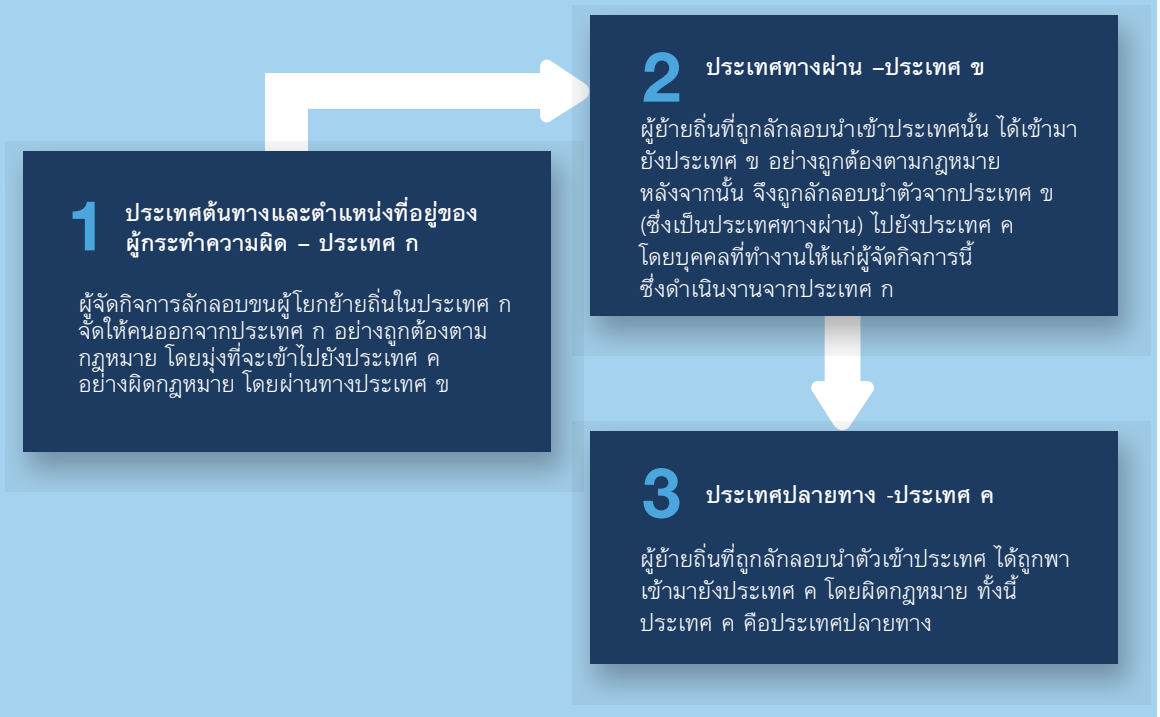 1
ประเทศต้นทางและตำแหน่งที่อยู่ของ
ผู้กระทำความผิด – ประเทศ ก
ผู้จัดกิจการลักลอบขนผู้โยกย้ายถิ่นในประเทศ ก
จัดให้คนออกจากประเทศ ก อย่างถูกต้องตาม
กฎหมาย โดยมุ่งที่จะเข้าไปยังประเทศ ค
อย่างผิดกฎหมาย โดยผ่านทางประเทศ ข
2
ประเทศทางผ่าน –ประเทศ ข
ผู้ย้ายถิ่นที่ถูกลักลอบนำเข้าประเทศนั้น ได้เข้ามา
ยังประเทศ ข อย่างถูกต้องตามกฎหมาย
หลังจากนั้น จึงถูกลักลอบนำตัวจากประเทศ ข
(ซึ่งเป็นประเทศทางผ่าน) ไปยังประเทศ ค
โดยบุคคลที่ทำงานให้แก่ผู้จัดกิจการนี้
ซึ่งดำเนินงานจากประเทศ ก
3
ประเทศปลายทาง -ประเทศ ค
ผู้ย้ายถิ่นที่ถูกลักลอบนำตัวเข้าประเทศ ได้ถูกพา
เข้ามายังประเทศ ค โดยผิดกฎหมาย ทั้งนี้
ประเทศ ค คือประเทศปลายทาง